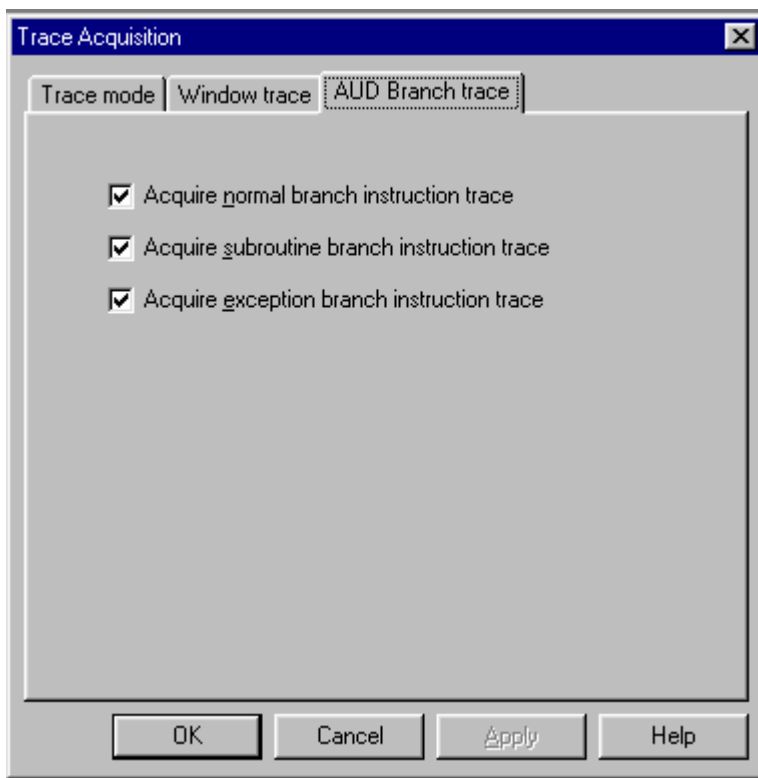 Trace Acquisition
Trace mode Window trace AUD Branch trace
Acquire normal branch instruction trace
Acquire subroutine branch instruction trace
Acquire exception branch instruction trace
OK Cancel Apply Help